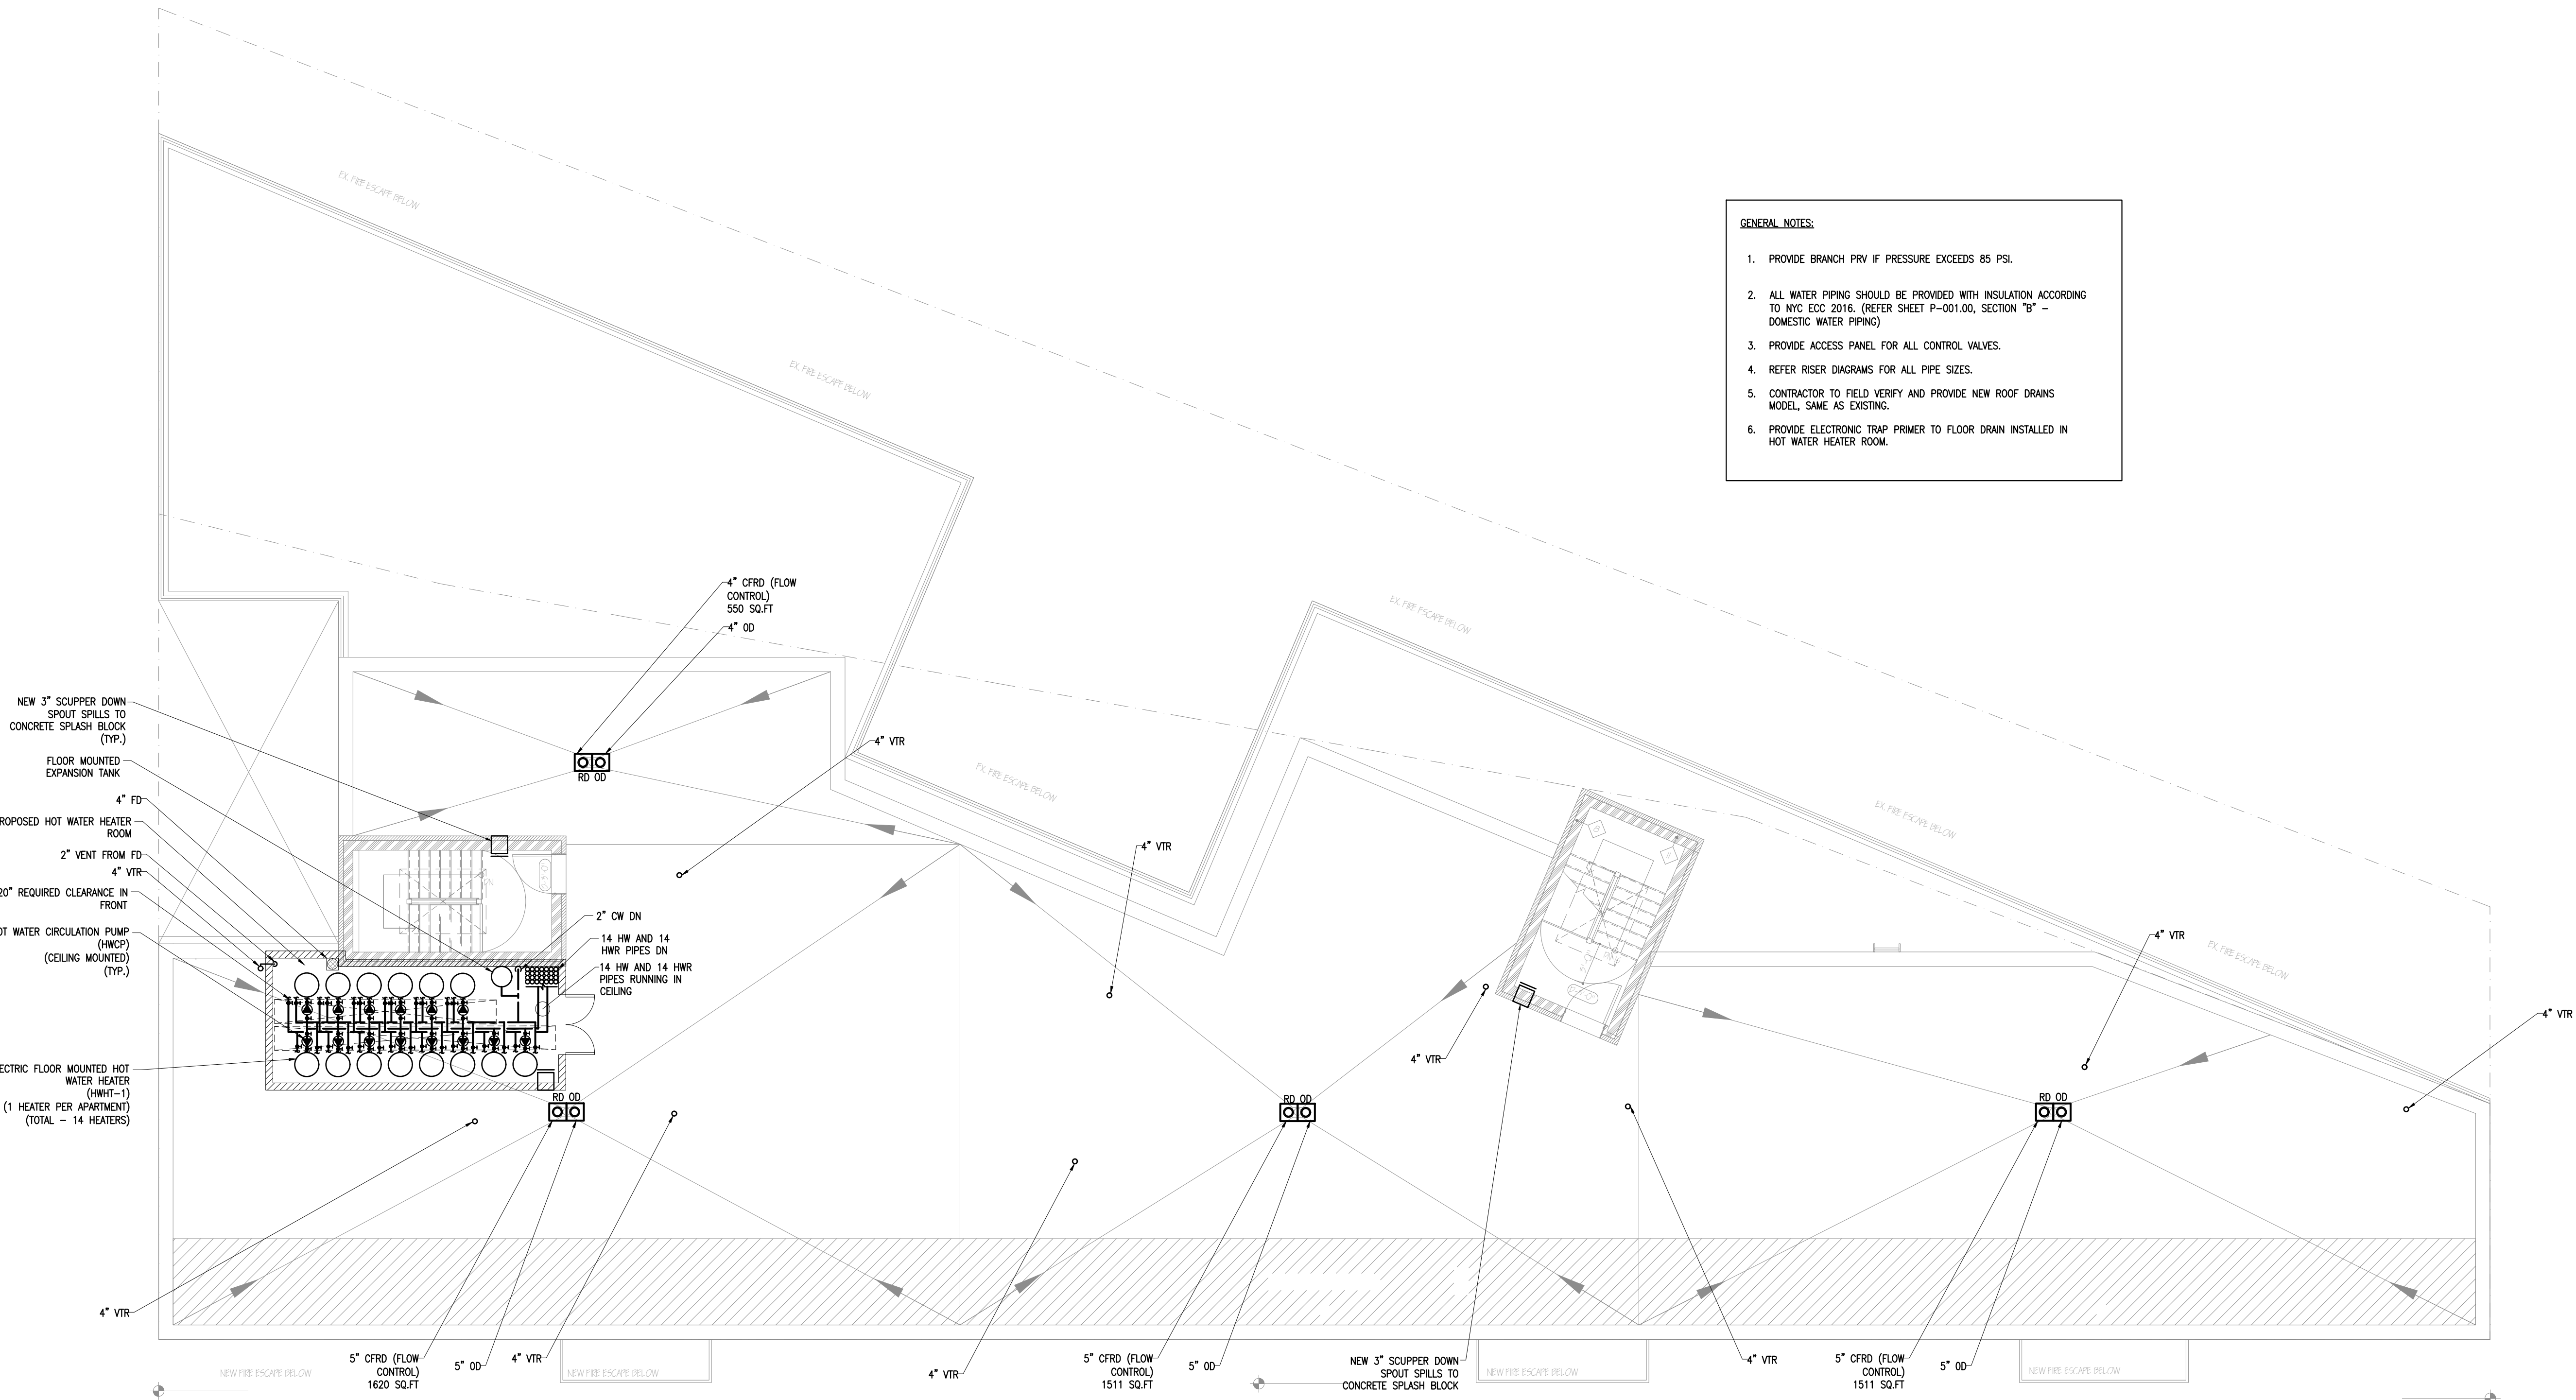 EX. FIRE ESCAPE BELOW
EX. FIRE ESCAPE BELOW
GENERAL NOTES:
1. PROVIDE BRANCH PRV IF PRESSURE EXCEEDS 85 PSI.
2. ALL WATER PIPING SHOULD BE PROVIDED WITH INSULATION ACCORDING
TO NYC ECC 2016. (REFER SHEET P-001.00, SECTION "B" -
DOMESTIC WATER PIPING)
3. PROVIDE ACCESS PANEL FOR ALL CONTROL VALVES.
4. REFER RISER DIAGRAMS FOR ALL PIPE SIZES.
5. CONTRACTOR TO FIELD VERIFY AND PROVIDE NEW ROOF DRAINS
MODEL, SAME AS EXISTING.
6. PROVIDE ELECTRONIC TRAP PRIMER TO FLOOR DRAIN INSTALLED IN
HOT WATER HEATER ROOM.
4" CFRD (FLOW
CONTROL)
550 SQ.FT
4" OD
RD OD
EX. FIRE ESCAPE BELOW
EX. FIRE ESCAPE BELOW
EX. FIRE ESCAPE BELOW
EX. FIRE ESCAPE BELOW
NEW 3" SCUPPER DOWN
SPOUT SPILLS TO
CONCRETE SPLASH BLOCK
(TYP.)
FLOOR MOUNTED
EXPANSION TANK
4" FD
ROPOSED HOT WATER HEATER
ROOM
2" VENT FROM FD
4" VTR
20" REQUIRED CLEARANCE IN
FRONT
OT WATER CIRCULATION PUMP
(HWCP)
(CEILING MOUNTED)
(TYP.)
ECTRIC FLOOR MOUNTED HOT
WATER HEATER
(HWHT-1)
(1 HEATER PER APARTMENT)
(TOTAL - 14 HEATERS)
DN
2" CW DN
14 HW AND 14
HWR PIPES DN
14 HW AND 14 HWR
PIPES RUNNING IN
CEILING
4" VTR
4" VTR
4" VTR
4" VTR
4" VTR
RD OD
RD OD
RD OD
4" VTR
5" CFRD (FLOW
CONTROL)
1620 SQ.FT
5" OD
4" VTR
4" VTR
5" CFRD (FLOW
CONTROL)
1511 SQ.FT
5" OD
NEW 3" SCUPPER DOWN
SPOUT SPILLS TO
CONCRETE SPLASH BLOCK
4" VTR
5" CFRD (FLOW
CONTROL)
1511 SQ.FT
5" OD
NEW FIRE ESCAPE BELOW
NEW FIRE ESCAPE BELOW
NEW FIRE ESCAPE BELOW
NEW FIRE ESCAPE BELOW